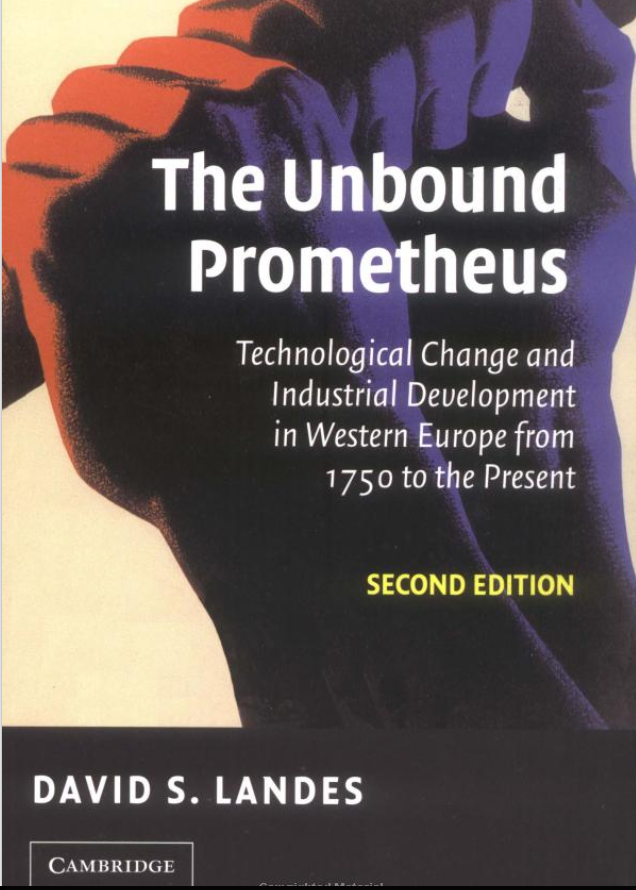 The Unbound
Prometheus
Technological Change and
Industrial Development
in Western Europe from
1750 to the Present
SECOND EDITION
DAVID S. LANDES
CAMBRIDGE